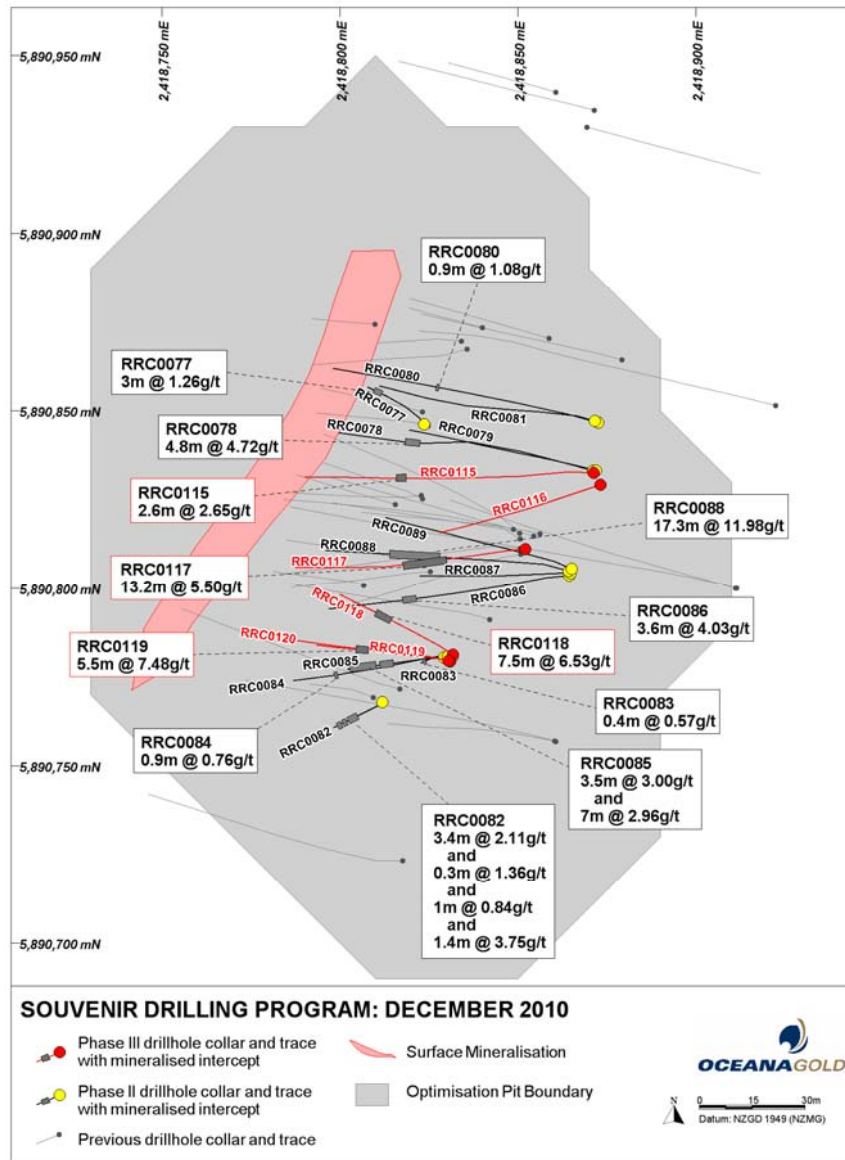 2,418,750 mE
2,418,800 mE
2,418,850 mE
2,418,900 mE
5,890,950 mN
5,890,900 mN
RRC0080
0.9m @ 1.08g/t
RRC0077
3m @ 1.26g/t
RRC0080
RRC0077
RRC0081
5,890,850 mN
RRC0078
4.8m @ 4.72g/t
RRC0078
RRC0079
RRC0115
RRC0115
2.6m @ 2.65g/t
RRC0116
RRC0088
17.3m @ 11.98g/t
RRC0089
RRC0088
RRC0117
RRC0117
13.2m @ 5.50g/t
RRC0087
5,890,800 mN
RRC0086
RRC0086
3.6m @ 4.03g/t
RRC0118
RRC0118
7.5m @ 6.53g/t
RRC0119
5.5m @ 7.48g/t
RRC0120
RRC0119
RRC0085
RRC0083
RRC0084
RRC0083
0.4m @ 0.57g/t
RRC0084
0.9m @ 0.76g/t
RRC0082
5,890,750 mN
RRC0085
3.5m @ 3.00g/t
and
7m @ 2.96g/t
RRC0082
3.4m @ 2.11g/t
and
0.3m @ 1.36g/t
and
1m @ 0.84g/t
and
1.4m @ 3.75g/t
5,890,700 mN
SOUVENIR DRILLING PROGRAM: DECEMBER 2010
Phase III drillhole collar and trace
with mineralised intercept
Surface Mineralisation
Phase II drillhole collar and trace
with mineralised intercept
Optimisation Pit Boundary
Previous drillhole collar and trace
OCEANAGOLD
N
0 15 30m
Datum: NZGD 1949 (NZMG)